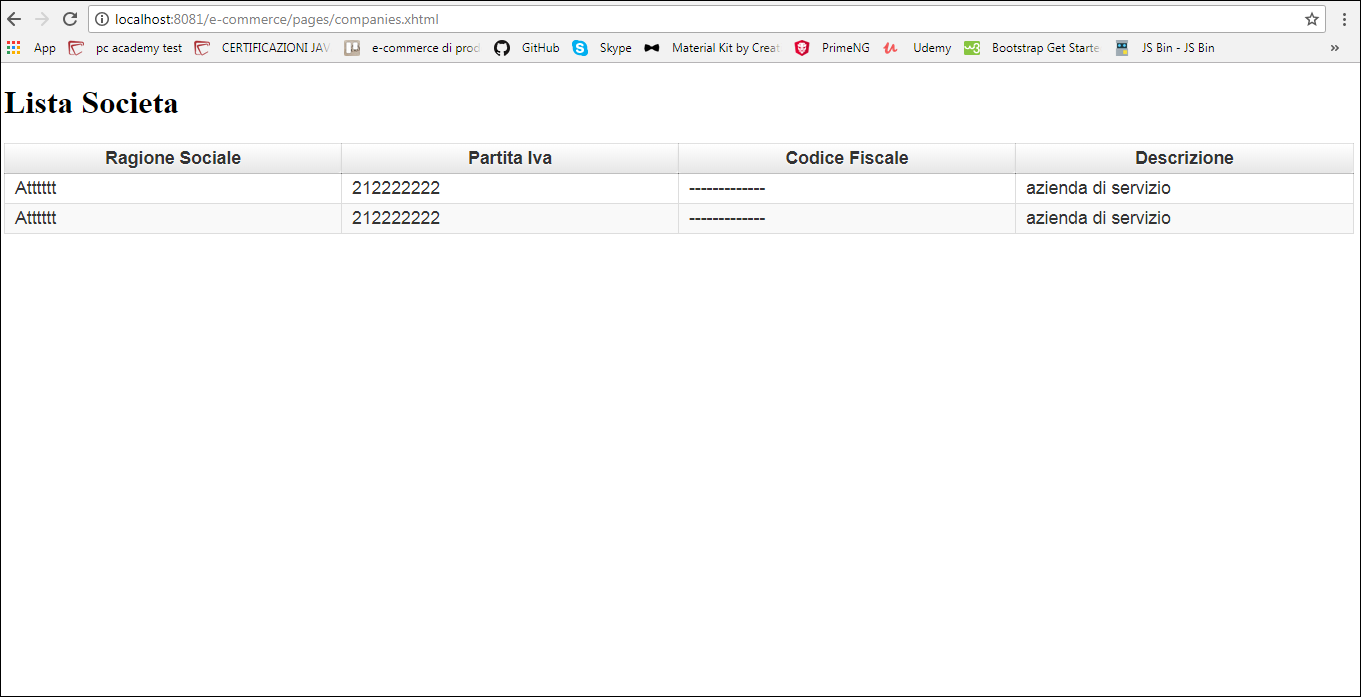 localhost:8081/e-commerce/pages/companies.xhtml
App pc academy test CERTIFICAZIONI JAV e-commerce di prod GitHub Skype Material Kit by Creat PrimeNG Udemy Bootstrap Get Starte JS Bin - JS Bin »
Lista Societa
Ragione Sociale Partita Iva Codice Fiscale Descrizione
Atttttt 212222222 ------------- azienda di servizio
Atttttt 212222222 ------------- azienda di servizio